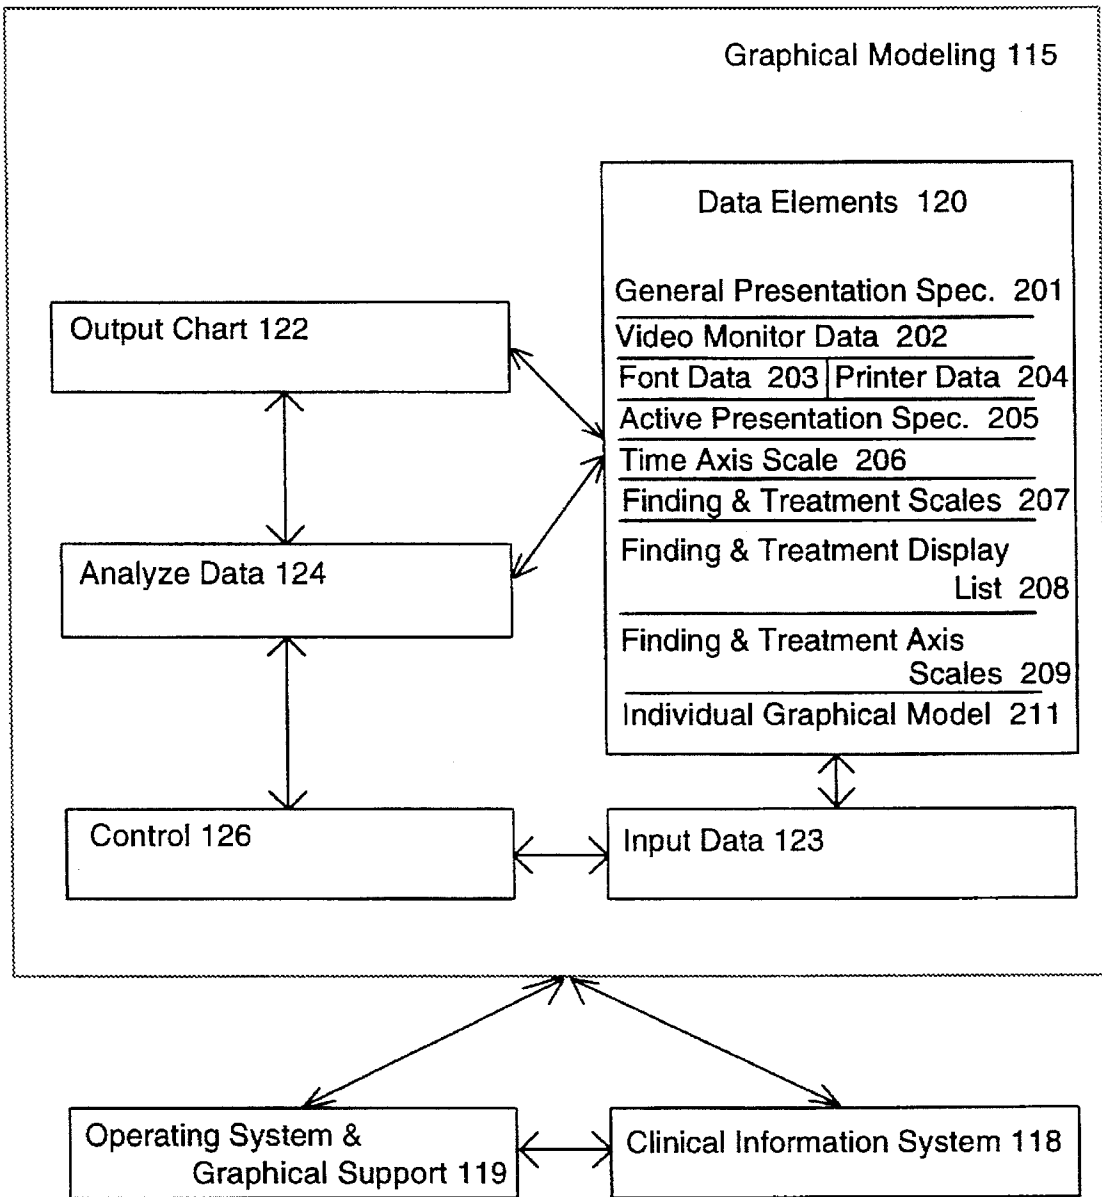 Graphical Modeling 115
Data Elements 120
General Presentation Spec. 201
Video Monitor Data 202
Font Data 203 Printer Data 204
Active Presentation Spec. 205
Time Axis Scale 206
Finding & Treatment Scales 207
Finding & Treatment Display
List 208
Finding & Treatment Axis
Scales 209
Individual Graphical Model 211
Output Chart 122
Analyze Data 124
Control 126
Input Data 123
Operating System &
Graphical Support 119
Clinical Information System 118